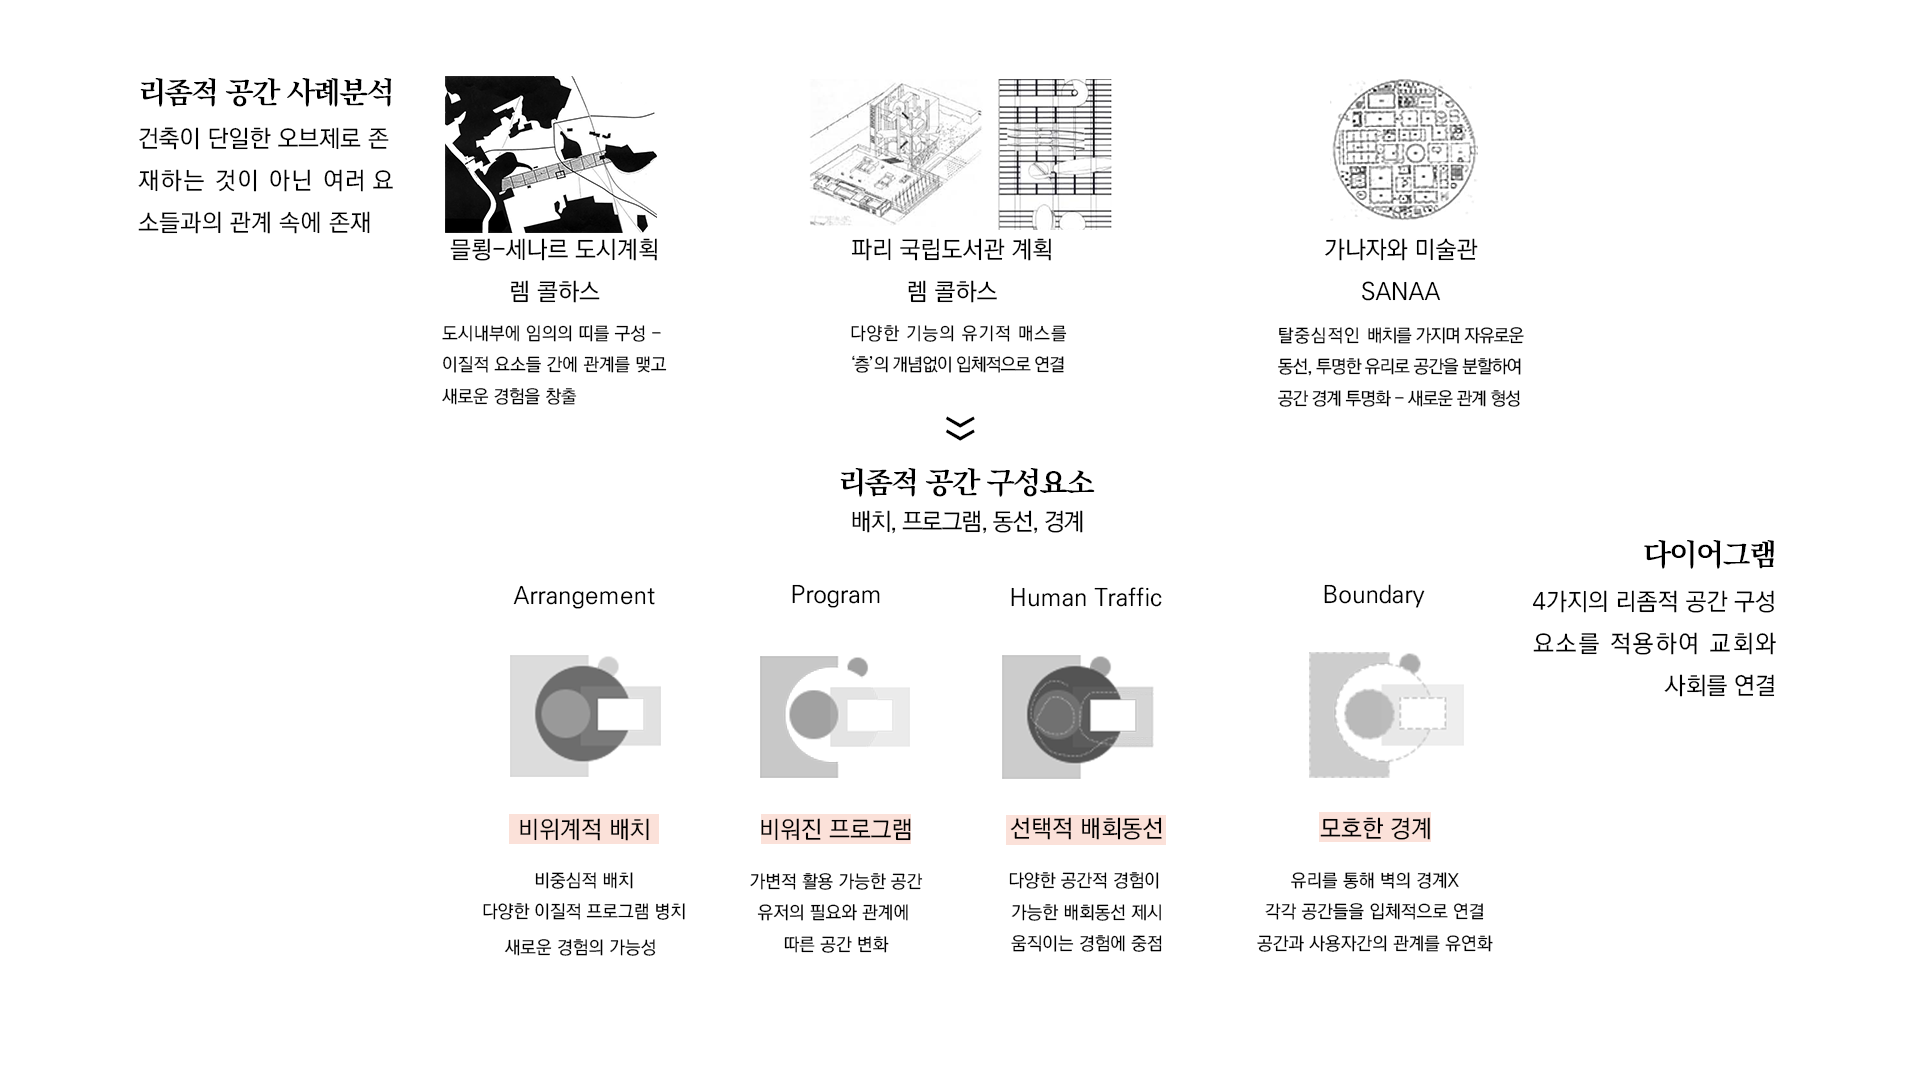 리좀적 공간 사례분석
건축이 단일한 오브제로 존
재하는 것이 아닌 여러 요
소들과의 관계 속에 존재
믈룅-세나르 도시계획
렘 콜하스
도시내부에 임의의 띠를 구성 -
이질적 요소들 간에 관계를 맺고
새로운 경험을 창출
파리 국립도서관 계획
렘 콜하스
다양한 기능의 유기적 매스를
‘층’의 개념없이 입체적으로 연결
가나자와 미술관
SANAA
탈중심적인 배치를 가지며 자유로운
동선, 투명한 유리로 공간을 분할하여
공간 경계 투명화 - 새로운 관계 형성
리좀적 공간 구성요소
배치, 프로그램, 동선, 경계
다이어그램
4가지의 리좀적 공간 구성
요소를 적용하여 교회와
사회를 연결
Arrangement
비위계적 배치
비중심적 배치
다양한 이질적 프로그램 병치
새로운 경험의 가능성
Program
비워진 프로그램
가변적 활용 가능한 공간
유저의 필요와 관계에
따른 공간 변화
Human Traffic
선택적 배회동선
다양한 공간적 경험이
가능한 배회동선 제시
움직이는 경험에 중점
Boundary
모호한 경계
유리를 통해 벽의 경계X
각각 공간들을 입체적으로 연결
공간과 사용자간의 관계를 유연화